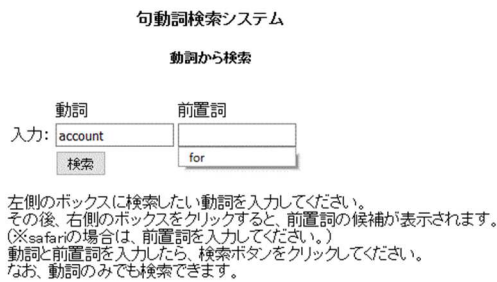 句動詞検索システム
動詞から検索
動詞 前置詞
入力: account
for
検索
左側のボックスに検索したい動詞を入力してください。
その後、右側のボックスをクリックすると、前置詞の候補が表示されます。
(※safariの場合は、前置詞を入力してください。)
動詞と前置詞を入力したら、検索ボタンをクリックしてください。
なお、動詞のみでも検索できます。